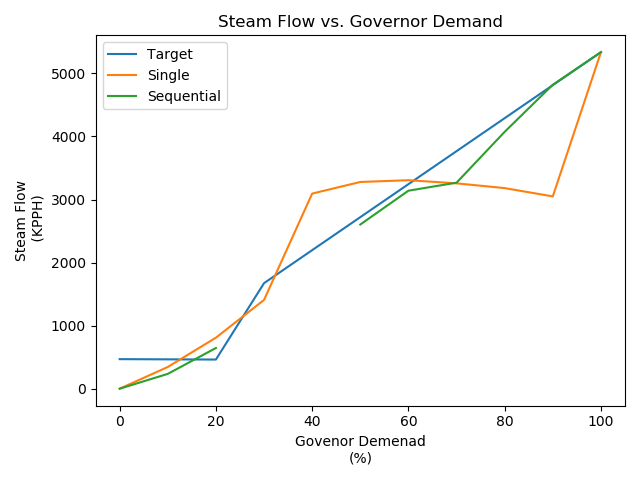 Steam Flow vs. Governor Demand
Target
Single
Sequential
Steam Flow
(KPPH)
5000
4000
3000
2000
1000
0
0 20 40 60 80 100
Govenor Demenad
(%)